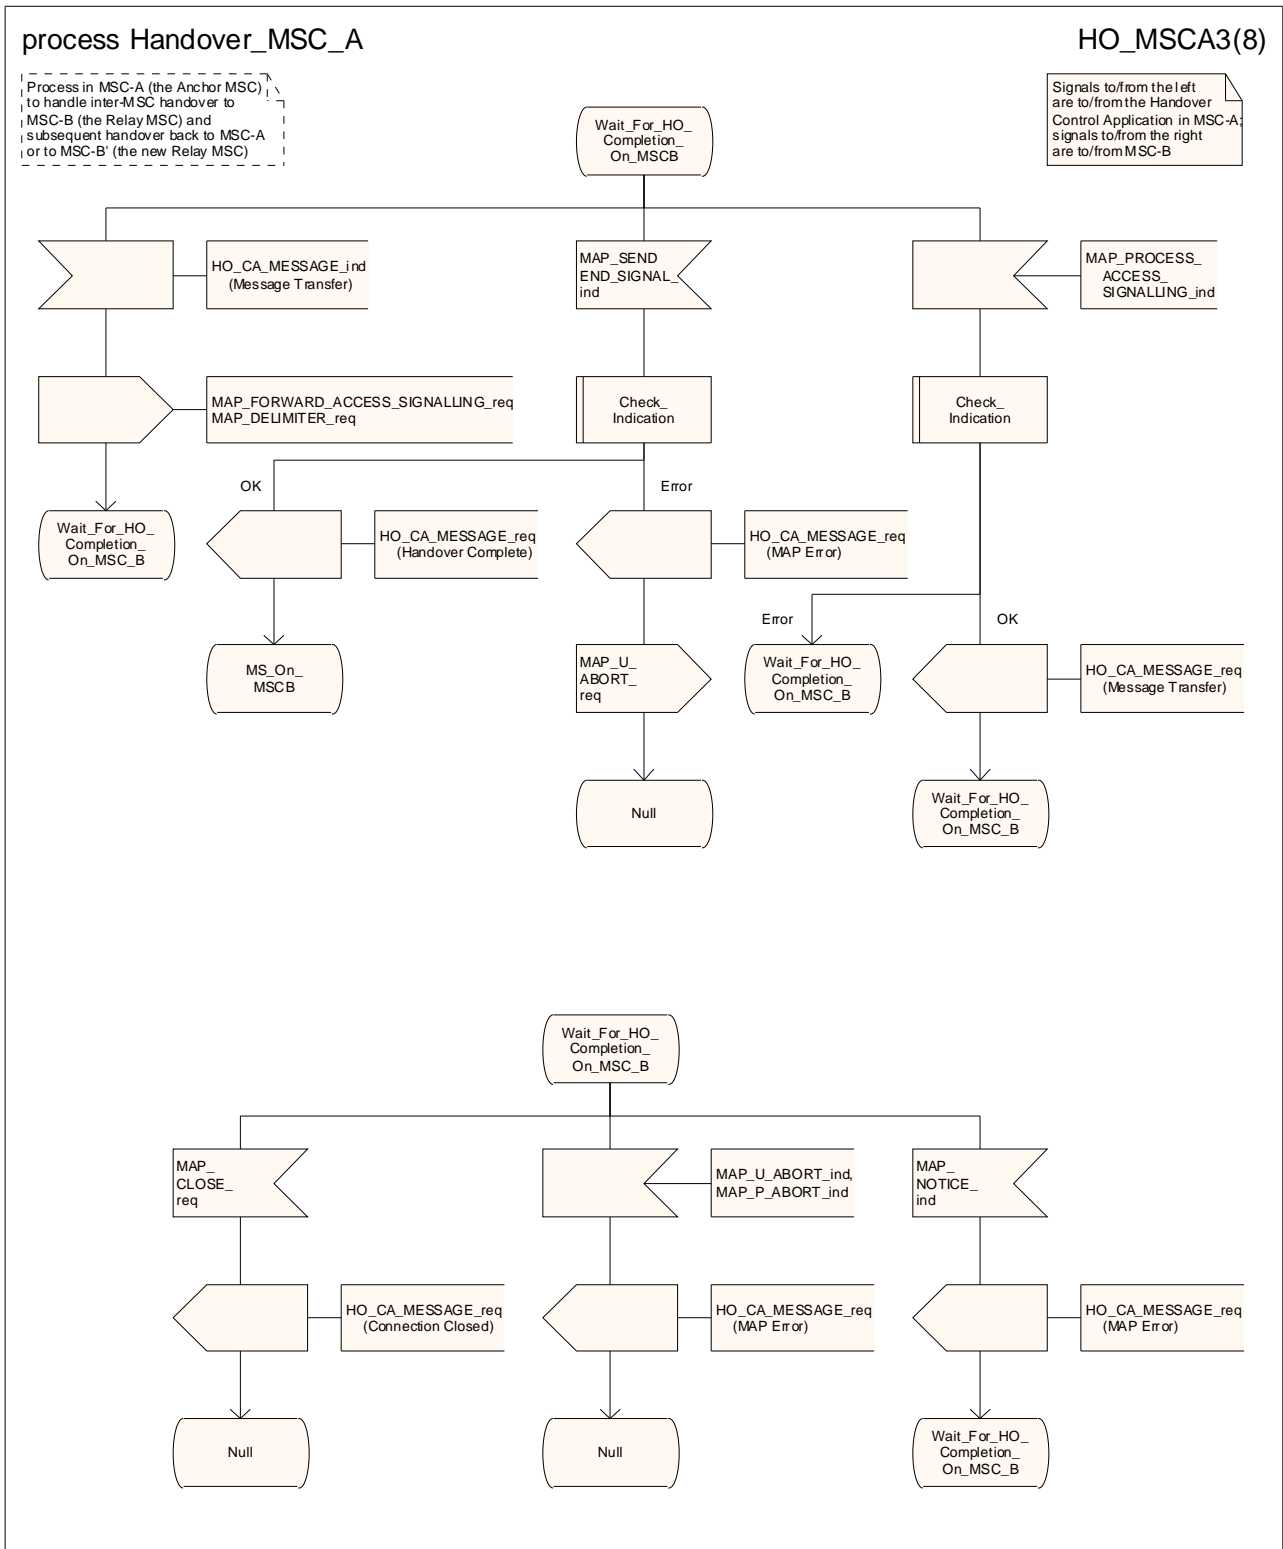 process Handover_MSC_A
HO_MSCA3(8)
Process in MSC-A (the Anchor MSC)
to handle inter-MSC handover to
MSC-B (the Relay MSC) and
subsequent handover back to MSC-A
or to MSC-B' (the new Relay MSC)
Signals to/from the left
are to/from the Handover
Control Application in MSC-A;
signals to/from the right
are to/from MSC-B
Wait_For_HO_
Completion_
On_MSCB
HO_CA_MESSAGE_ind
(Message Transfer)
MAP_SEND
END_SIGNAL_
ind
MAP_PROCESS_
ACCESS_
SIGNALLING_ind
MAP_FORWARD_ACCESS_SIGNALLING_req
MAP_DELIMITER_req
Check_
Indication
Check_
Indication
OK
Error
Wait_For_HO_
Completion_
On_MSC_B
HO_CA_MESSAGE_req
(Handover Complete)
HO_CA_MESSAGE_req
(MAP Error)
Error
OK
MS_On_
MSCB
MAP_U_
ABORT_
req
Wait_For_HO_
Completion_
On_MSC_B
HO_CA_MESSAGE_req
(Message Transfer)
Null
Wait_For_HO_
Completion_
On_MSC_B
Wait_For_HO_
Completion_
On_MSC_B
MAP_
CLOSE_
req
MAP_U_ABORT_ind,
MAP_P_ABORT_ind
MAP_
NOTICE_
ind
HO_CA_MESSAGE_req
(Connection Closed)
HO_CA_MESSAGE_req
(MAP Error)
HO_CA_MESSAGE_req
(MAP Error)
Null
Null
Wait_For_HO_
Completion_
On_MSC_B